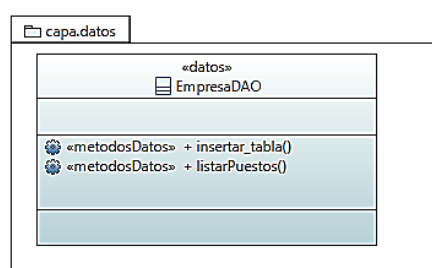 capa.datos
«datos»
EmpresaDAO
«metodosDatos» + insertar_tabla()
«metodosDatos» + listarPuestos()